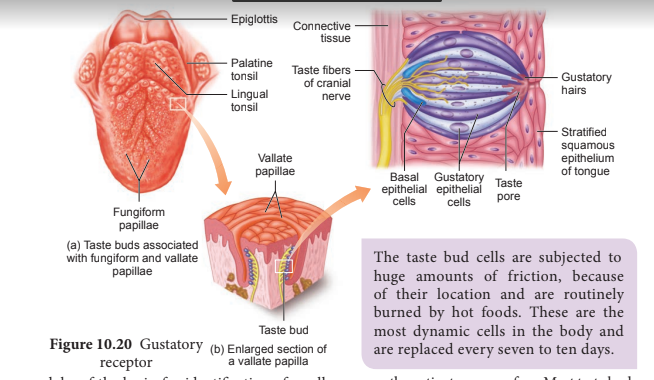 Epiglottis
Palatine
tonsil
Lingual
tonsil
Fungiform
papillae
(a) Taste buds associated
with fungiform and vallate
papillae
Vallate
papillae
Taste bud
(b) Enlarged section of
a vallate papilla
Connective
tissue
Taste fibers
of cranial
nerve
Basal
epithelial
cells
Gustatory
epithelial
cells
Taste
pore
Gustatory
hairs
Stratified
squamous
epithelium
of tongue
Figure 10.20 Gustatory
receptor
The taste bud cells are subjected to
huge amounts of friction, because
of their location and are routinely
burned by hot foods. These are the
most dynamic cells in the body and
are replaced every seven to ten days.